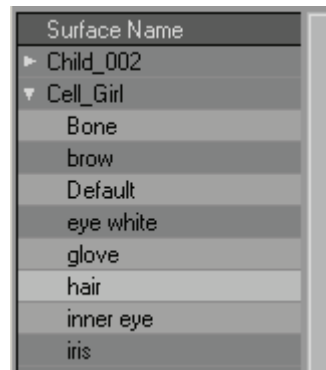 Surface Name
Child_002
Cell_Girl
Bone
brow
Default
eye white
glove
hair
inner eye
iris